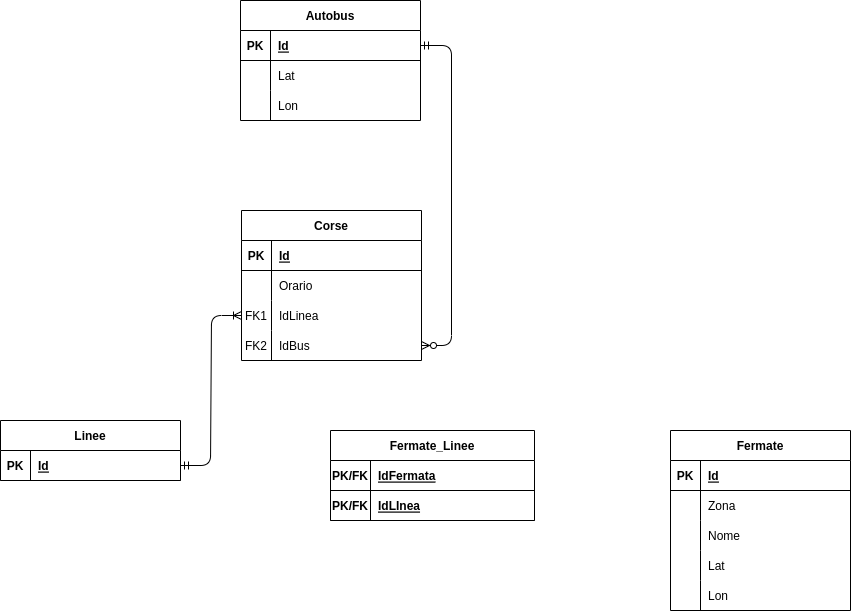 Autobus
PK Id
Lat
Lon
Corse
PK Id
Orario
FK1 IdLinea
FK2 IdBus
Linee
PK Id
Fermate_Linee
PK/FK IdFermata
PK/FK IdLInea
Fermate
PK Id
Zona
Nome
Lat
Lon